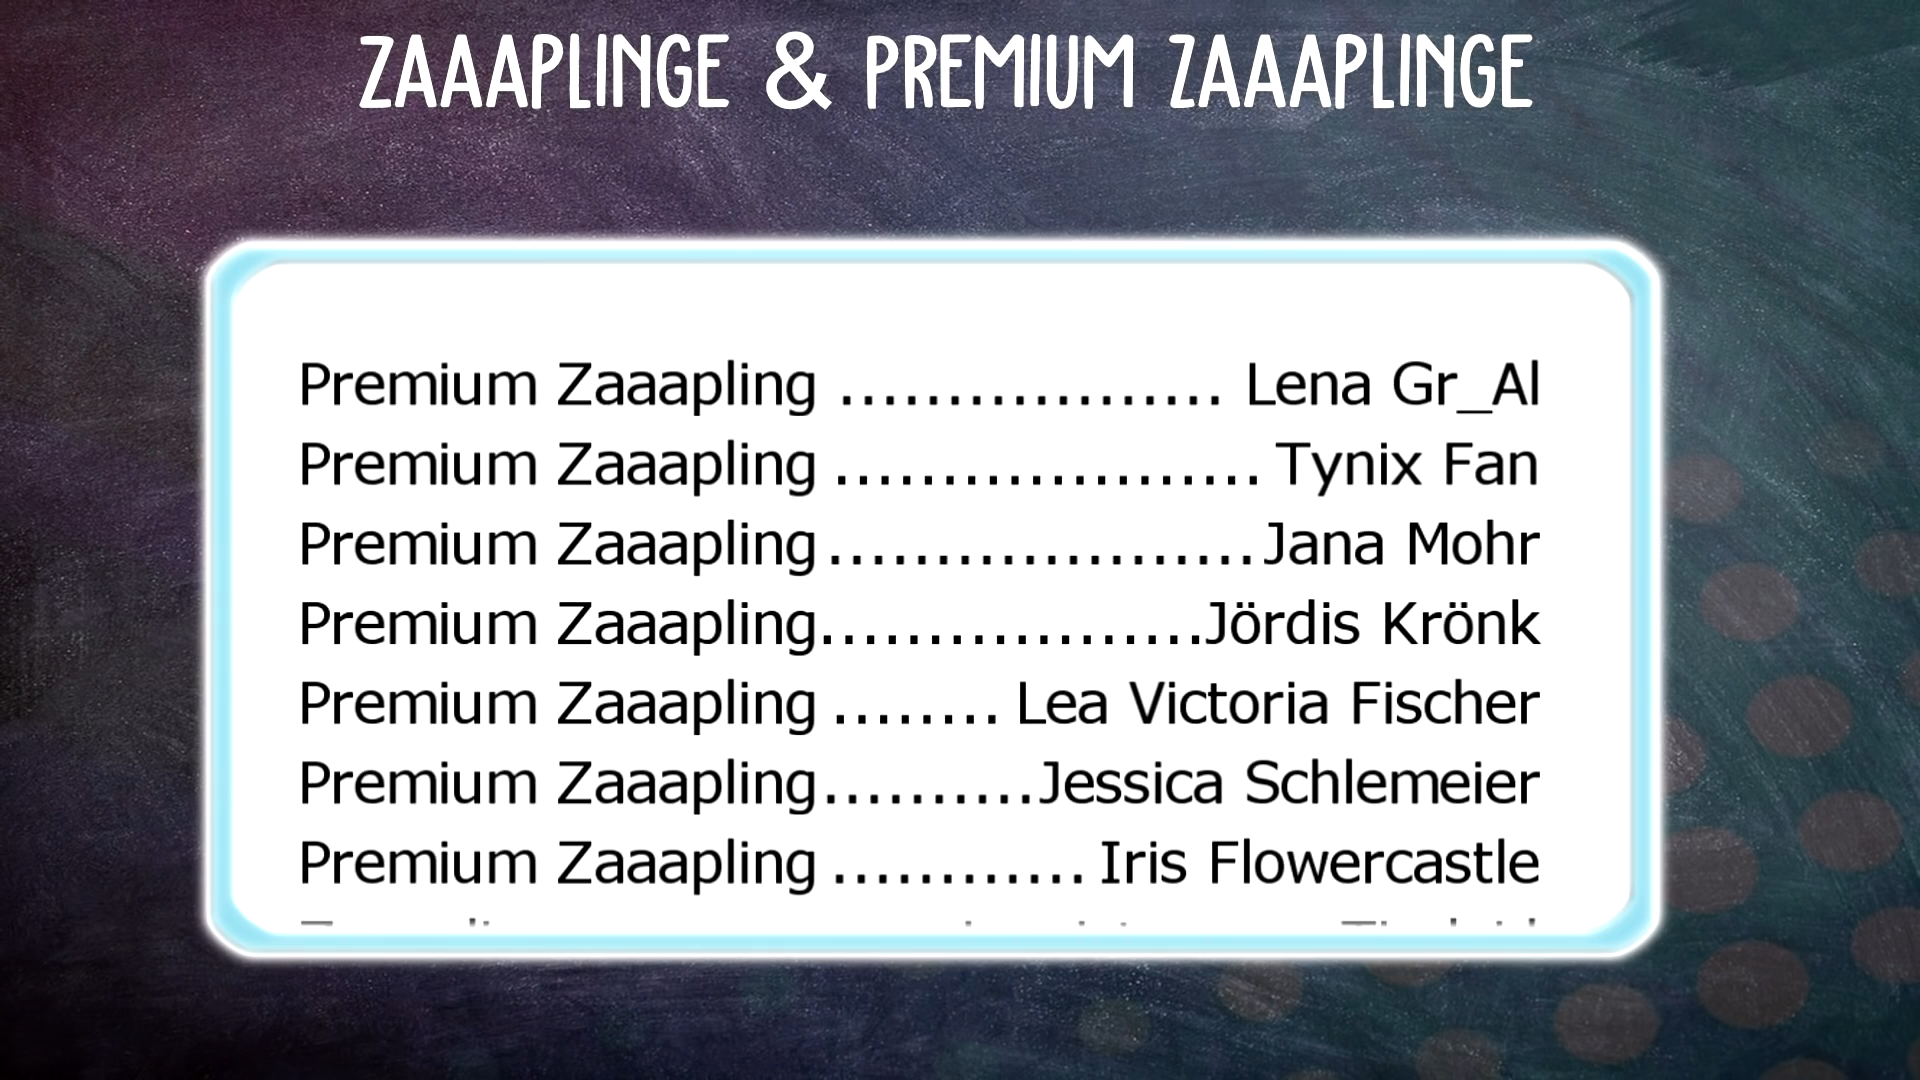 ZAAAPLINGE & PREMIUM ZAAAPLINGE
Premium Zaaapling .................. Lena Gr_Al
Premium Zaaapling .................... Tynix Fan
Premium Zaaapling....................Jana Mohr
Premium Zaaapling..................Jördis Krönk
Premium Zaaapling ........ Lea Victoria Fischer
Premium Zaaapling..........Jessica Schlemeier
Premium Zaaapling ............ Iris Flowercastle